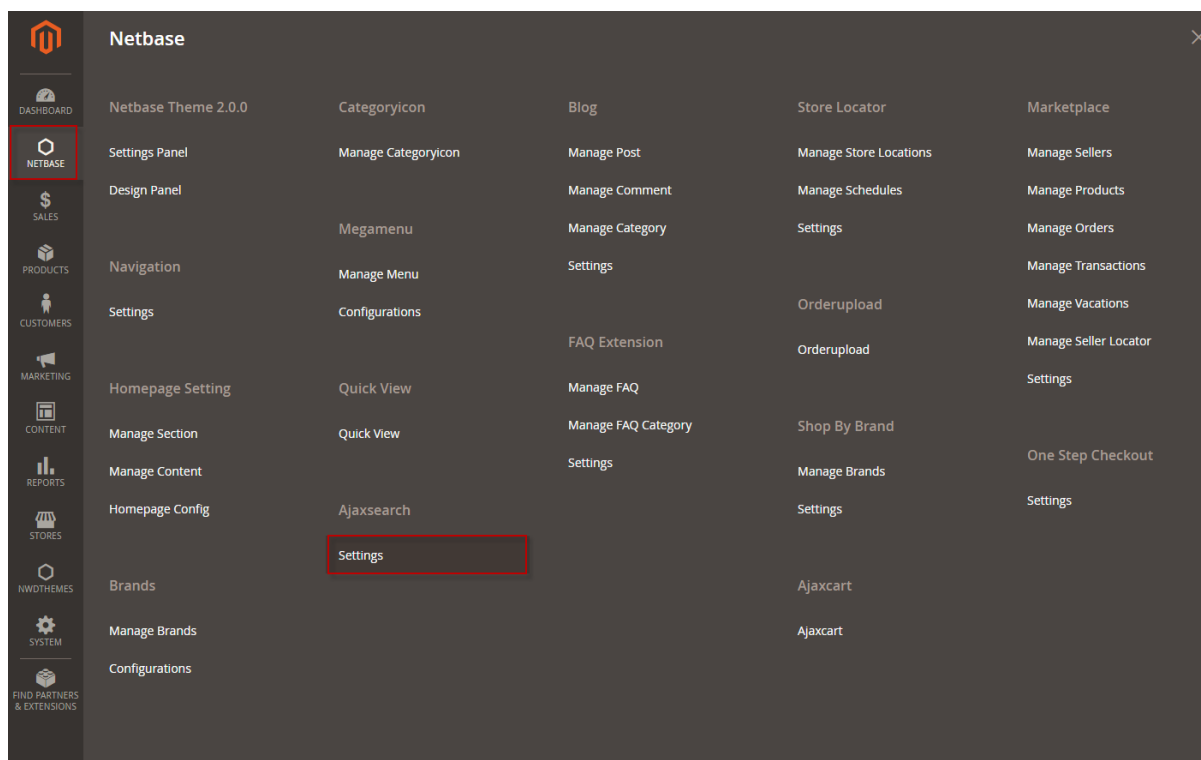 Netbase
DASHBOARD
NETBASE
SALES
PRODUCTS
CUSTOMERS
MARKETING
CONTENT
REPORTS
STORES
NWDTHEMES
SYSTEM
FIND PARTNERS
& EXTENSIONS
Netbase Theme 2.0.0
Settings Panel
Design Panel
Navigation
Settings
Homepage Setting
Manage Section
Manage Content
Homepage Config
Brands
Manage Brands
Configurations
Categoryicon
Manage Categoryicon
Megamenu
Manage Menu
Configurations
Quick View
Quick View
Ajaxsearch
Settings
Blog
Manage Post
Manage Comment
Manage Category
Settings
FAQ Extension
Manage FAQ
Manage FAQ Category
Settings
Store Locator
Manage Store Locations
Manage Schedules
Settings
Orderupload
Orderupload
Shop By Brand
Manage Brands
Settings
Ajaxcart
Ajaxcart
Marketplace
Manage Sellers
Manage Products
Manage Orders
Manage Transactions
Manage Vacations
Manage Seller Locator
Settings
One Step Checkout
Settings